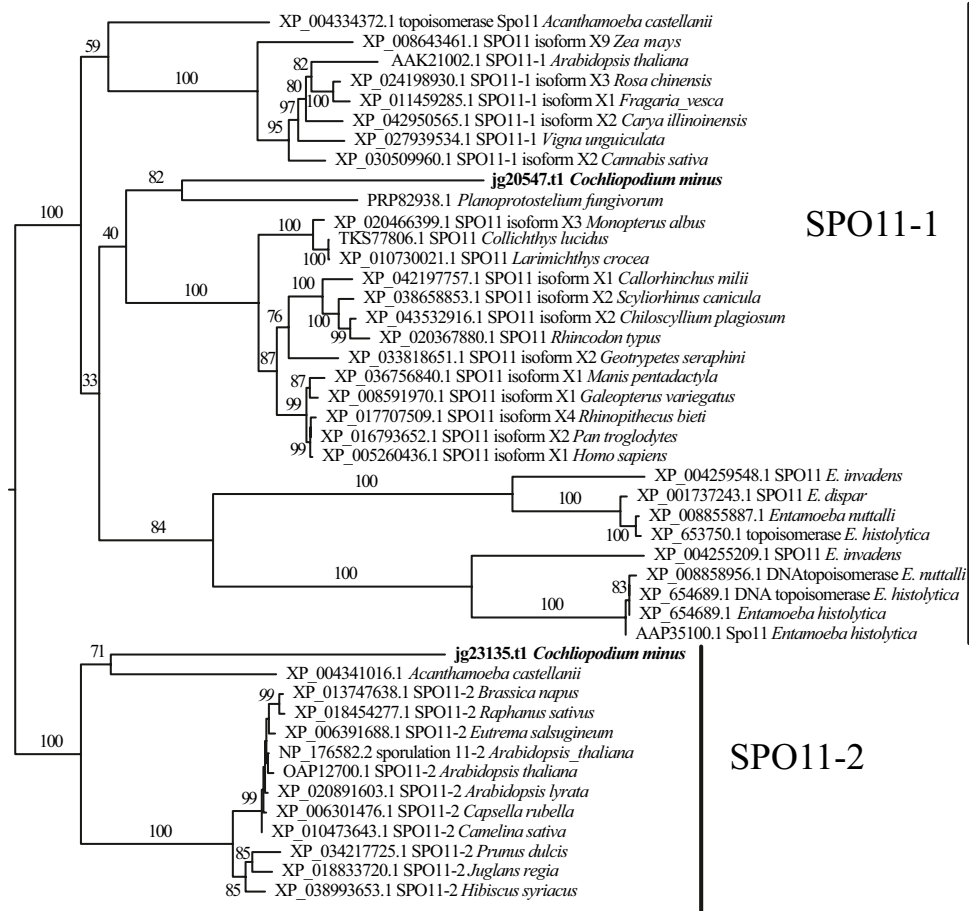 XP_004334372.1 topoisomerase Spo11 Acanthamoeba castellanii
59
XP_008643461.1 SPO11 isoform X9 Zea mays
100
82
AAK21002.1 SPO11-1 Arabidopsis thaliana
80
XP_024198930.1 SPO11-1 isoform X3 Rosa chinensis
100
XP_011459285.1 SPO11-1 isoform X1 Fragaria_vesca
97
XP_042950565.1 SPO11-1 isoform X2 Carya illinoinensis
95
XP_027939534.1 SPO11-1 Vigna unguiculata
XP_030509960.1 SPO11-1 isoform X2 Cannabis sativa
82
jg20547.t1 Cochliopodium minus
PRP82938.1 Planoprotostelium fungivorum
100
40
SPO11-1
100
XP_020466399.1 SPO11 isoform X3 Monopterus albus
TKS77806.1 SPO11 Collichthys lucidus
100
XP_010730021.1 SPO11 Larimichthys crocea
100
100
XP_042197757.1 SPO11 isoform X1 Callorhinchus milii
XP_038658853.1 SPO11 isoform X2 Scyliorhinus canicula
76
100
XP_043532916.1 SPO11 isoform X2 Chiloscyllium plagiosum
99
XP_020367880.1 SPO11 Rhincodon typus
87
XP_033818651.1 SPO11 isoform X2 Geotrypetes seraphini
33
87
XP_036756840.1 SPO11 isoform X1 Manis pentadactyla
99
XP_008591970.1 SPO11 isoform X1 Galeopterus variegatus
XP_017707509.1 SPO11 isoform X4 Rhinopithecus bieti
XP_016793652.1 SPO11 isoform X2 Pan troglodytes
99
XP_005260436.1 SPO11 isoform X1 Homo sapiens
100
XP_004259548.1 SPO11 E. invadens
100
XP_001737243.1 SPO11 E. dispar
XP_008855887.1 Entamoeba nuttalli
84
100
XP_653750.1 topoisomerase E. histolytica
XP_004255209.1 SPO11 E. invadens
100
XP_008858956.1 DNAtopoisomerase E. nuttalli
83
XP_654689.1 DNA topoisomerase E. histolytica
100
XP_654689.1 Entamoeba histolytica
AAP35100.1 Spo11 Entamoeba histolytica
71
jg23135.t1 Cochliopodium minus
XP_004341016.1 Acanthamoeba castellanii
99
XP_013747638.1 SPO11-2 Brassica napus
XP_018454277.1 SPO11-2 Raphanus sativus
XP_006391688.1 SPO11-2 Eutrema salsugineum
100
NP_176582.2 sporulation 11-2 Arabidopsis_thaliana
SPO11-2
OAP12700.1 SPO11-2 Arabidopsis thaliana
XP_020891603.1 SPO11-2 Arabidopsis lyrata
99
XP_006301476.1 SPO11-2 Capsella rubella
XP_010473643.1 SPO11-2 Camelina sativa
100
85
XP_034217725.1 SPO11-2 Prunus dulcis
XP_018833720.1 SPO11-2 Juglans regia
85
XP_038993653.1 SPO11-2 Hibiscus syriacus